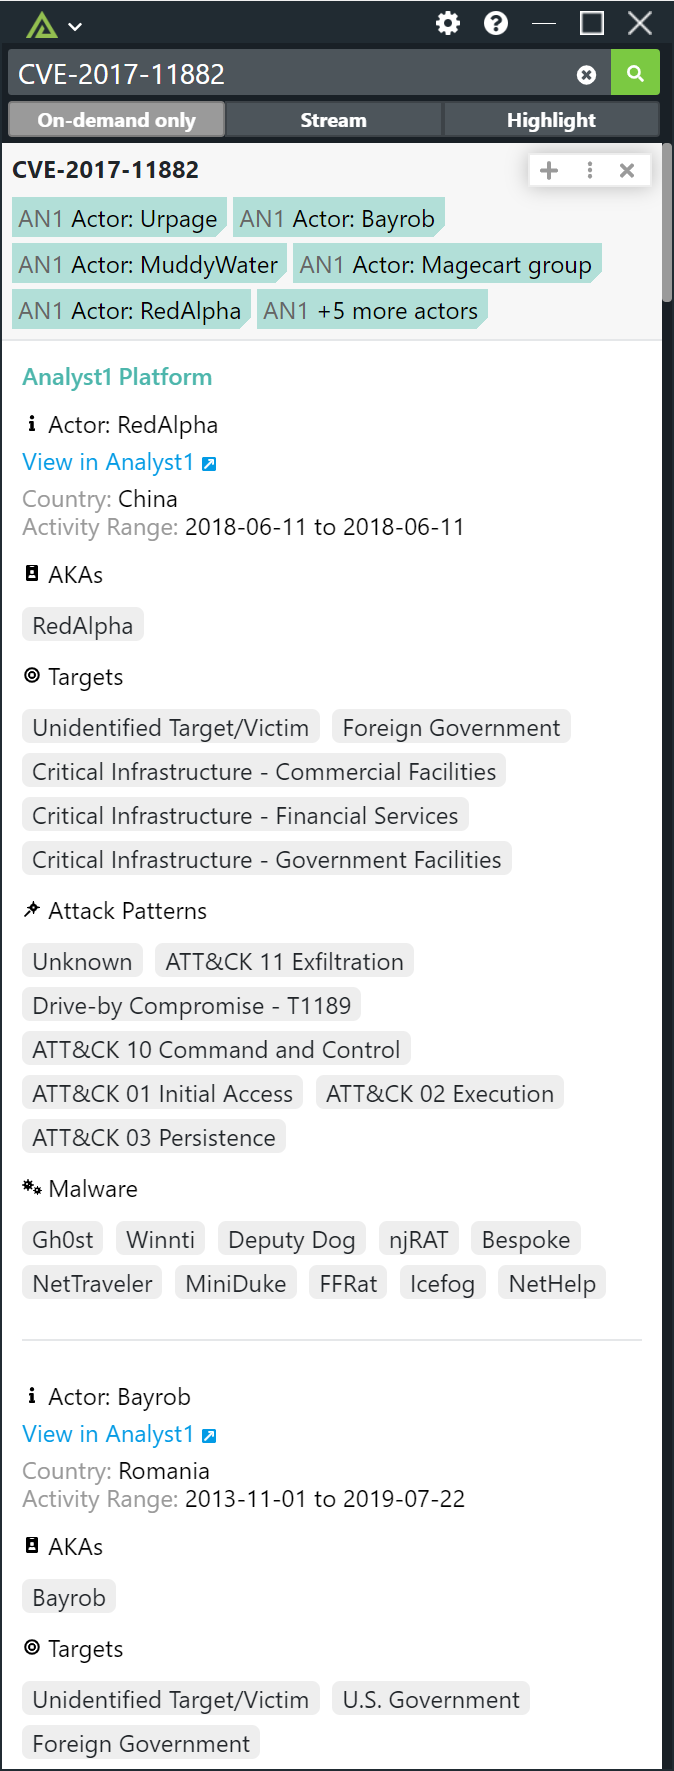 CVE-2017-11882
On-demand only Stream Highlight
CVE-2017-11882
AN1 Actor: Urpage AN1 Actor: Bayrob
AN1 Actor: MuddyWater AN1 Actor: Magecart group
AN1 Actor: RedAlpha AN1 +5 more actors
Analyst1 Platform
Actor: RedAlpha
View in Analyst1
Country: China
Activity Range: 2018-06-11 to 2018-06-11
AKAs
RedAlpha
Targets
Unidentified Target/Victim Foreign Government
Critical Infrastructure - Commercial Facilities
Critical Infrastructure - Financial Services
Critical Infrastructure - Government Facilities
Attack Patterns
Unknown ATT&CK 11 Exfiltration
Drive-by Compromise - T1189
ATT&CK 10 Command and Control
ATT&CK 01 Initial Access ATT&CK 02 Execution
ATT&CK 03 Persistence
Malware
Gh0st Winnti Deputy Dog njRAT Bespoke
NetTraveler MiniDuke FFRat Icefog NetHelp
Actor: Bayrob
View in Analyst1
Country: Romania
Activity Range: 2013-11-01 to 2019-07-22
AKAs
Bayrob
Targets
Unidentified Target/Victim U.S. Government
Foreign Government